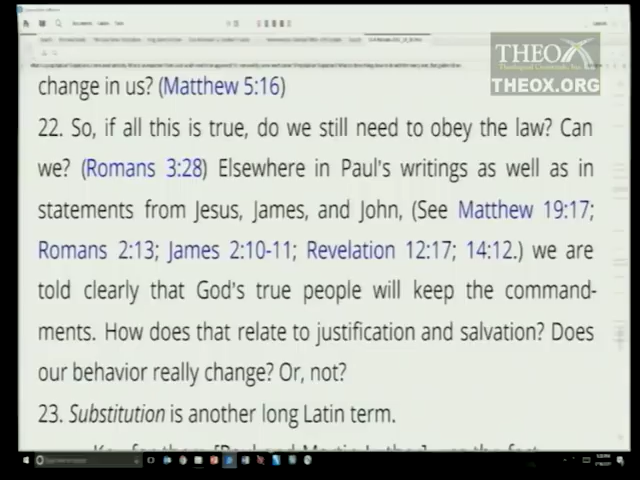 THEOX
THEOX.ORG
change in us? (Matthew 5:16)
22. So, if all this is true, do we still need to obey the law? Can
we? (Romans 3:28) Elsewhere in Paul's writings as well as in
statements from Jesus, James, and John, (See Matthew 19:17;
Romans 2:13; James 2:10-11; Revelation 12:17; 14:12.) we are
told clearly that God's true people will keep the command-
ments. How does that relate to justification and salvation? Does
our behavior really change? Or, not?
23. Substitution is another long Latin term.